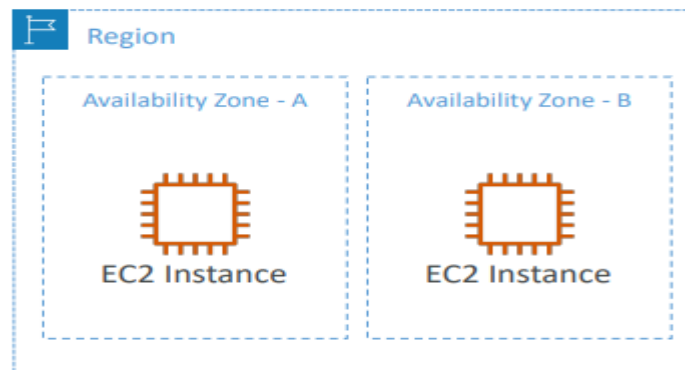 Region
Availability Zone - A
Availability Zone - B
EC2 Instance
EC2 Instance